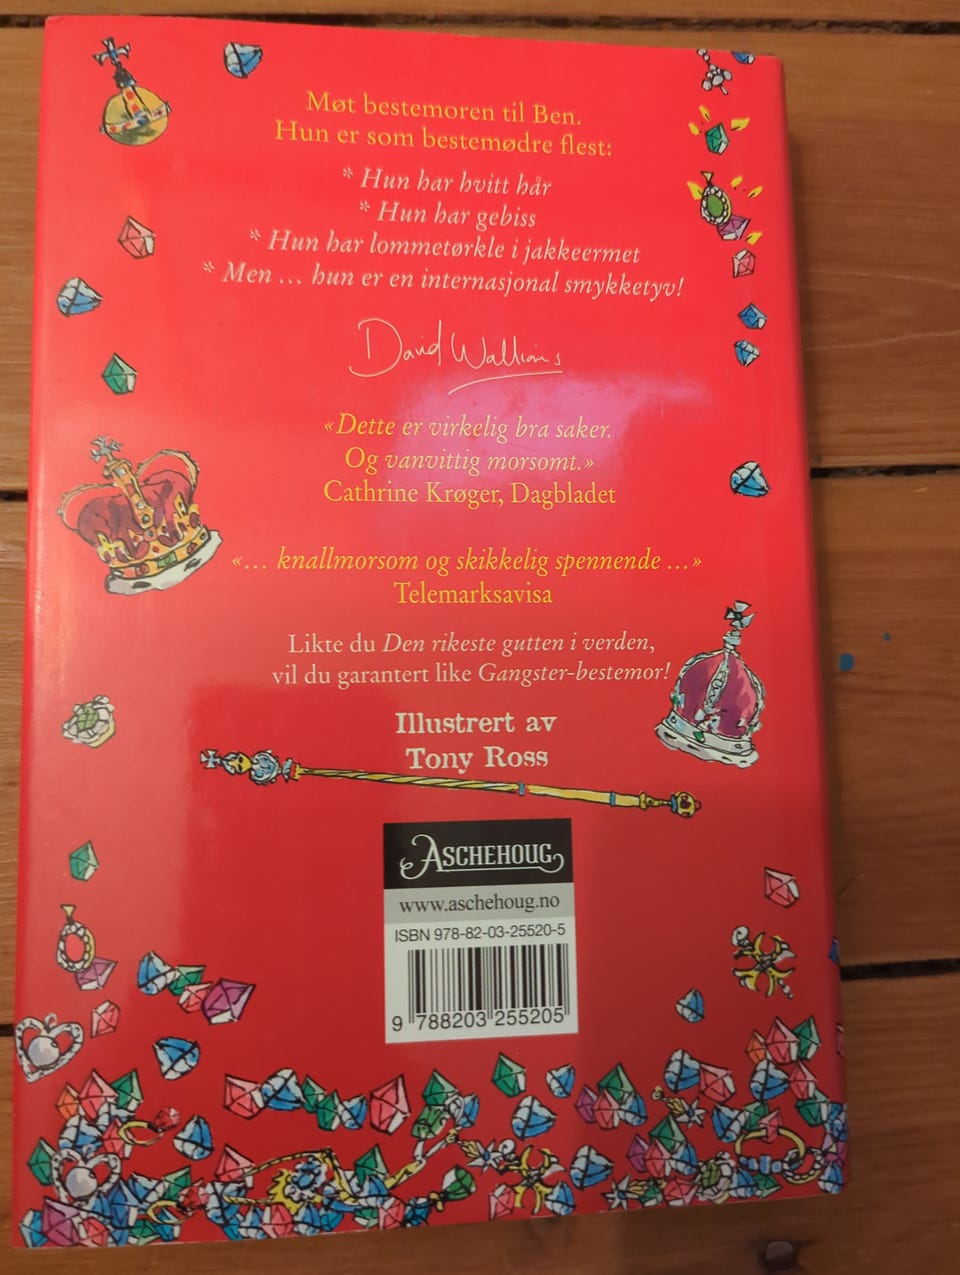 Møt bestemoren til Ben.
Hun er som bestemødre flest:
* Hun har hvitt hår
* Hun har gebiss
* Hun har lommetørkle i jakkeermet
* Men ... hun er en internasjonal smykketyv!
David Walliams
«Dette er virkelig bra saker.
Og vanvittig morsomt.»
Cathrine Krøger, Dagbladet
«... knallmorsom og skikkelig spennende ...»
Telemarksavisa
Likte du Den rikeste gutten i verden,
vil du garantert like Gangster-bestemor!
Illustrert av
Tony Ross
ASCHEHOUG
www.aschehoug.no
ISBN 978-82-03-25520-5
9 788203 255205